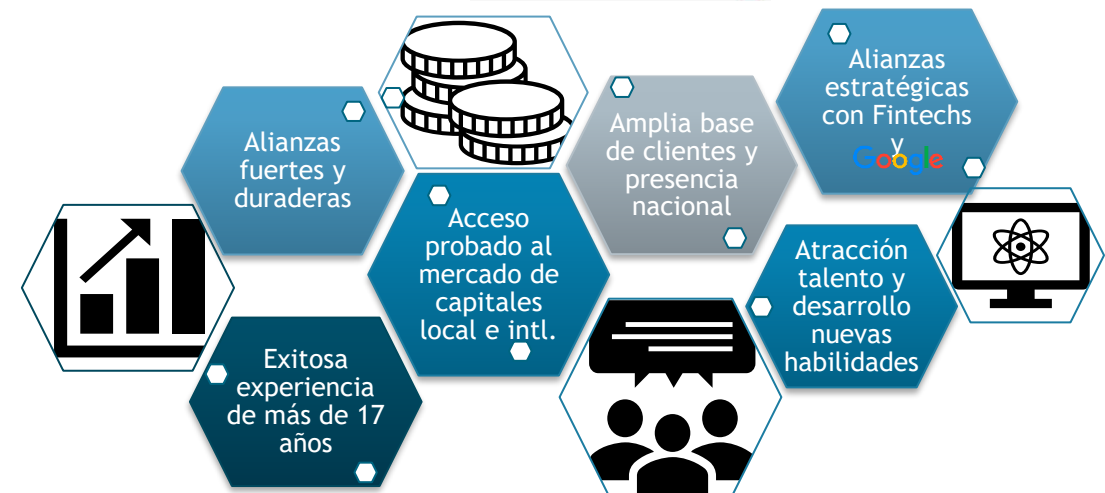 Alianzas
fuertes y
duraderas
Amplia base
de clientes y
presencia
nacional
Alianzas
estratégicas
con Fintechs
y
Google
Acceso
probado al
mercado de
capitales
local e intl.
Atracción
talento y
desarrollo
nuevas
habilidades
Exitosa
experiencia
de más de 17
años